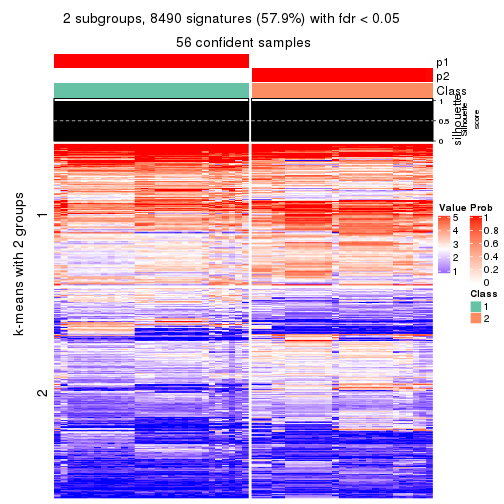 2 subgroups, 8490 signatures (57.9%) with fdr < 0.05
56 confident samples
p1
p2
Class
silhouette
Silhouette
score
1
0.5
0
k-means with 2 groups
1
2
Value
5
4
3
2
1
Prob
1
0.8
0.6
0.4
0.2
0
Class
1
2